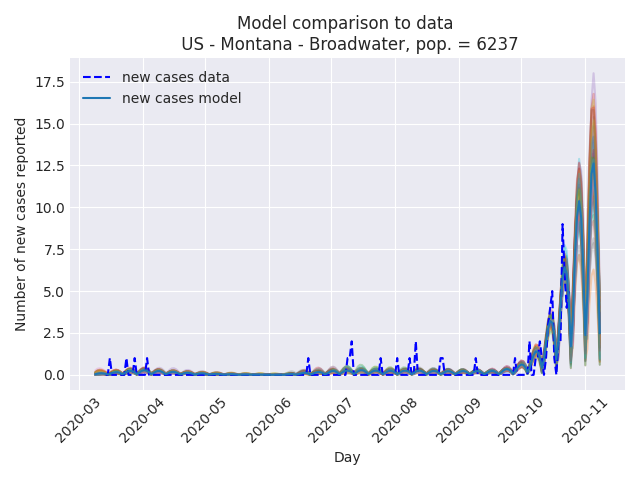 Model comparison to data
US - Montana - Broadwater, pop. = 6237
new cases data
new cases model
Number of new cases reported
17.5
15.0
12.5
10.0
7.5
5.0
2.5
0.0
2020-03
2020-04
2020-05
2020-06
2020-07
2020-08
2020-09
2020-10
2020-11
Day